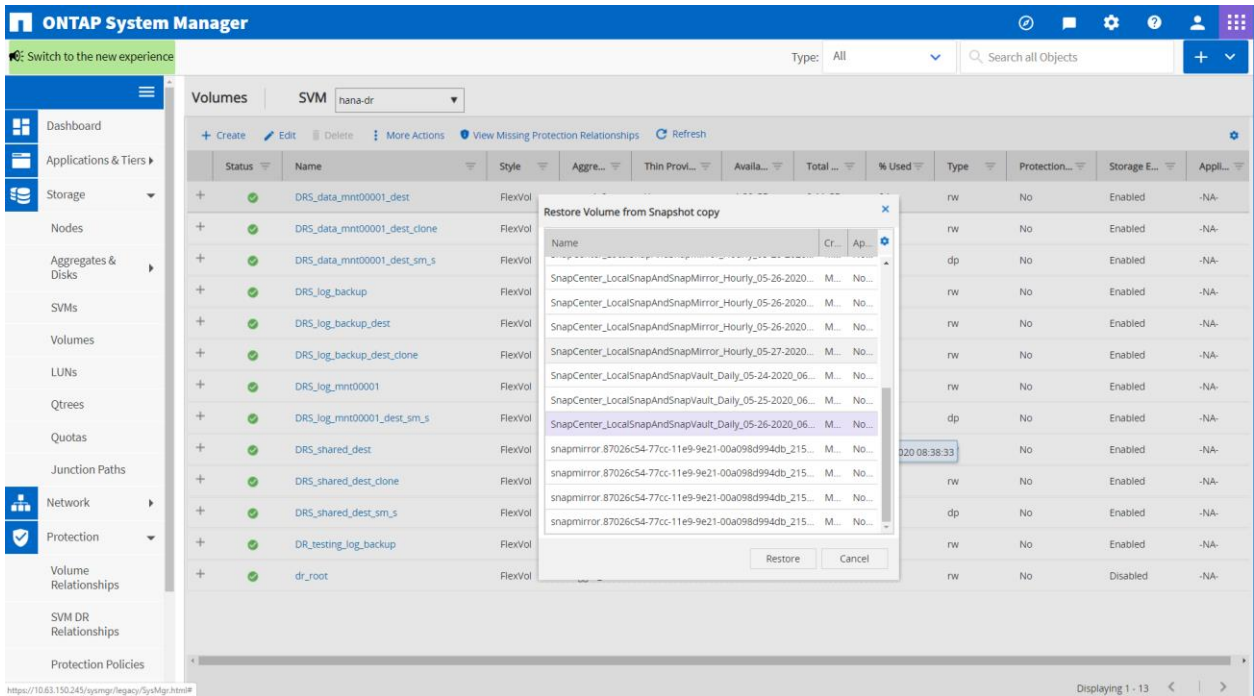 ONTAP System Manager
Switch to the new experience
Type: All
Search all Objects
Volumes
SVM hana-dr
+ Create Edit Delete More Actions View Missing Protection Relationships Refresh
Status Name Style Aggre... Thin Provi... Availa... Total ... % Used Type Protection... Storage E... Appli...
Dashboard
Applications & Tiers
Storage
Nodes
Aggregates &
Disks
SVMs
Volumes
LUNs
Qtrees
Quotas
Junction Paths
Network
Protection
Volume
Relationships
SVM DR
Relationships
Protection Policies
DRS_data_mnt00001_dest FlexVol rw No Enabled -NA-
DRS_data_mnt00001_dest_clone FlexVol rw No Enabled -NA-
DRS_data_mnt00001_dest_sm_s FlexVol dp No Enabled -NA-
DRS_log_backup FlexVol rw No Enabled -NA-
DRS_log_backup_dest FlexVol rw No Enabled -NA-
DRS_log_backup_dest_clone FlexVol rw No Enabled -NA-
DRS_log_mnt00001 FlexVol rw No Enabled -NA-
DRS_log_mnt00001_dest_sm_s FlexVol dp No Enabled -NA-
DRS_shared_dest FlexVol No Enabled -NA-
DRS_shared_dest_clone FlexVol rw No Enabled -NA-
DRS_shared_dest_sm_s FlexVol dp No Enabled -NA-
DR_testing_log_backup FlexVol rw No Enabled -NA-
dr_root FlexVol rw No Disabled -NA-
Restore Volume from Snapshot copy
Name Cr... Ap...
SnapCenter_LocalSnapAndSnapMirror_Hourly_05-26-2020... M... No...
SnapCenter_LocalSnapAndSnapMirror_Hourly_05-26-2020... M... No...
SnapCenter_LocalSnapAndSnapMirror_Hourly_05-26-2020... M... No...
SnapCenter_LocalSnapAndSnapMirror_Hourly_05-27-2020... M... No...
SnapCenter_LocalSnapAndSnapVault_Daily_05-24-2020_06... M... No...
SnapCenter_LocalSnapAndSnapVault_Daily_05-25-2020_06... M... No...
SnapCenter_LocalSnapAndSnapVault_Daily_05-26-2020_06... M... No...
snapmirror.87026c54-77cc-11e9-9e21-00a098d994db_215... M... No...
snapmirror.87026c54-77cc-11e9-9e21-00a098d994db_215... M... No...
snapmirror.87026c54-77cc-11e9-9e21-00a098d994db_215... M... No...
snapmirror.87026c54-77cc-11e9-9e21-00a098d994db_215... M... No...
020 08:38:33
Restore Cancel
https://10.63.150.245/sysmgr/legacy/SysMgr.html#
Displaying 1 - 13